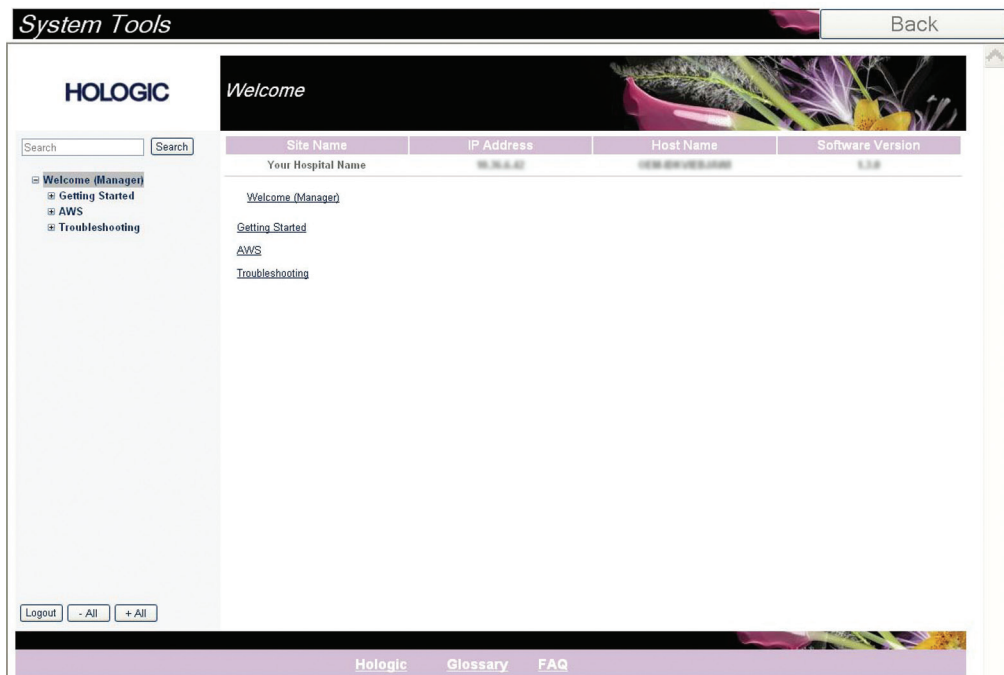 System Tools
Back
HOLOGIC
Welcome
Search
Search
Site Name IP Address Host Name Software Version
Your Hospital Name
Welcome (Manager)
Getting Started
AWS
Troubleshooting
Welcome (Manager)
Getting Started
AWS
Troubleshooting
Logout - All + All
Hologic Glossary FAQ